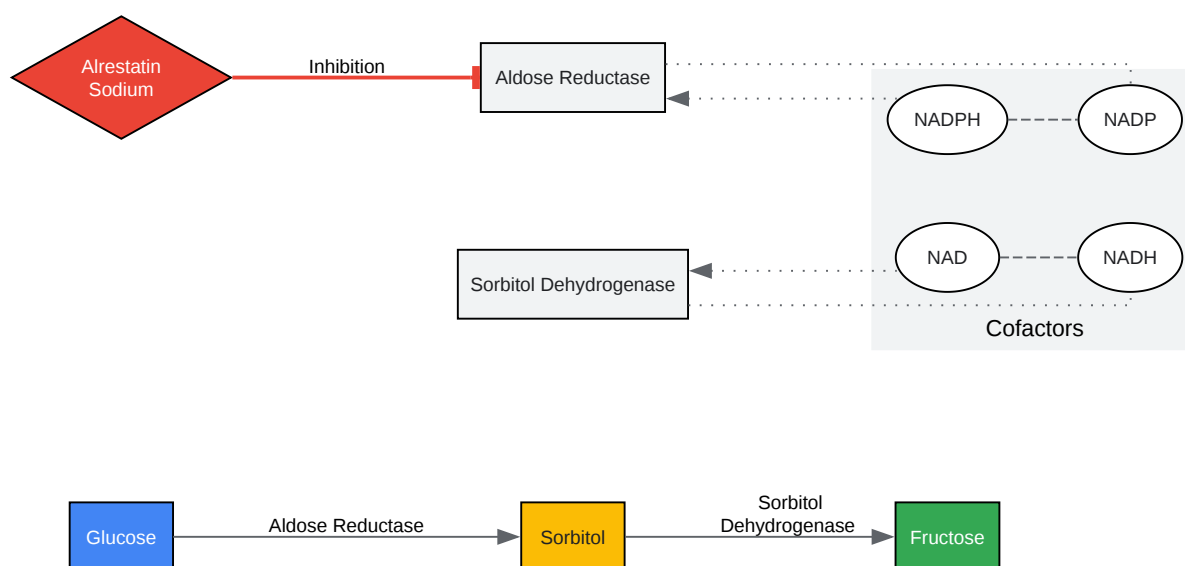 Alrestatin
Sodium
Inhibition
Aldose Reductase
NADPH
NADP
Sorbitol Dehydrogenase
NAD
NADH
Cofactors
Glucose
Aldose Reductase
Sorbitol
Sorbitol
Dehydrogenase
Fructose